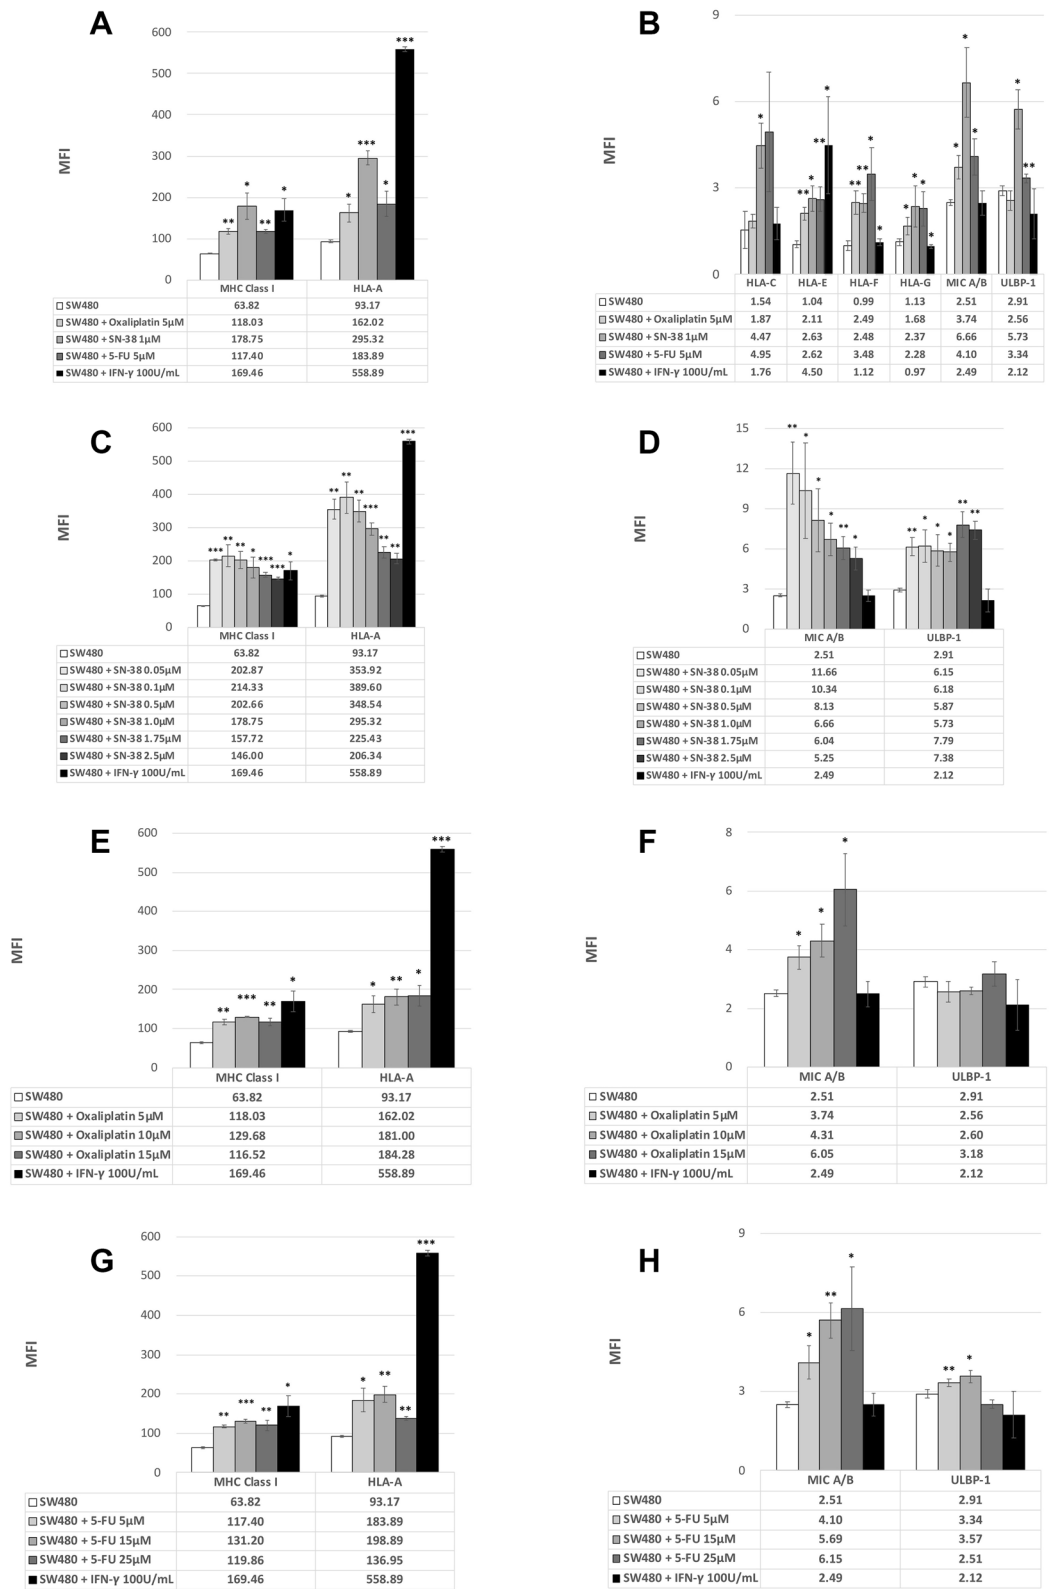 A
MFI
600
500
400
300
200
100
0
** * ** * * *** * ***
MHC Class I HLA-A
SW480 63.82 93.17
SW480 + Oxaliplatin 5µM 118.03 162.02
SW480 + SN-38 1µM 178.75 295.32
SW480 + 5-FU 5µM 117.40 183.89
SW480 + IFN-γ 100U/mL 169.46 558.89
B
MFI
9
6
3
0
* ** * ** * ** ** * * * * * * * * * * **
HLA-C HLA-E HLA-F HLA-G MIC A/B ULBP-1
SW480 1.54 1.04 0.99 1.13 2.51 2.91
SW480 + Oxaliplatin 5µM 1.87 2.11 2.49 1.68 3.74 2.56
SW480 + SN-38 1µM 4.47 2.63 2.48 2.37 6.66 5.73
SW480 + 5-FU 5µM 4.95 2.62 3.48 2.28 4.10 3.34
SW480 + IFN-γ 100U/mL 1.76 4.50 1.12 0.97 2.49 2.12
C
MFI
600
500
400
300
200
100
0
*** ** ** * *** *** * ** ** ** *** ** ** ***
MHC Class I HLA-A
SW480 63.82 93.17
SW480 + SN-38 0.05µM 202.87 353.92
SW480 + SN-38 0.1µM 214.33 389.60
SW480 + SN-38 0.5µM 202.66 348.54
SW480 + SN-38 1.0µM 178.75 295.32
SW480 + SN-38 1.75µM 157.72 225.43
SW480 + SN-38 2.5µM 146.00 206.34
SW480 + IFN-γ 100U/mL 169.46 558.89
D
MFI
15
12
9
6
3
0
** * * * ** * ** * * * ** **
MIC A/B ULBP-1
SW480 2.51 2.91
SW480 + SN-38 0.05µM 11.66 6.15
SW480 + SN-38 0.1µM 10.34 6.18
SW480 + SN-38 0.5µM 8.13 5.87
SW480 + SN-38 1.0µM 6.66 5.73
SW480 + SN-38 1.75µM 6.04 7.79
SW480 + SN-38 2.5µM 5.25 7.38
SW480 + IFN-γ 100U/mL 2.49 2.12
E
MFI
600
500
400
300
200
100
0
** *** ** * * ** * ***
MHC Class I HLA-A
SW480 63.82 93.17
SW480 + Oxaliplatin 5µM 118.03 162.02
SW480 + Oxaliplatin 10µM 129.68 181.00
SW480 + Oxaliplatin 15µM 116.52 184.28
SW480 + IFN-γ 100U/mL 169.46 558.89
F
MFI
8
6
4
2
0
* * *
MIC A/B ULBP-1
SW480 2.51 2.91
SW480 + Oxaliplatin 5µM 3.74 2.56
SW480 + Oxaliplatin 10µM 4.31 2.60
SW480 + Oxaliplatin 15µM 6.05 3.18
SW480 + IFN-γ 100U/mL 2.49 2.12
G
MFI
600
500
400
300
200
100
0
** *** ** * * ** ** ***
MHC Class I HLA-A
SW480 63.82 93.17
SW480 + 5-FU 5µM 117.40 183.89
SW480 + 5-FU 15µM 131.20 198.89
SW480 + 5-FU 25µM 119.86 136.95
SW480 + IFN-γ 100U/mL 169.46 558.89
H
MFI
9
6
3
0
* ** * ** *
MIC A/B ULBP-1
SW480 2.51 2.91
SW480 + 5-FU 5µM 4.10 3.34
SW480 + 5-FU 15µM 5.69 3.57
SW480 + 5-FU 25µM 6.15 2.51
SW480 + IFN-γ 100U/mL 2.49 2.12